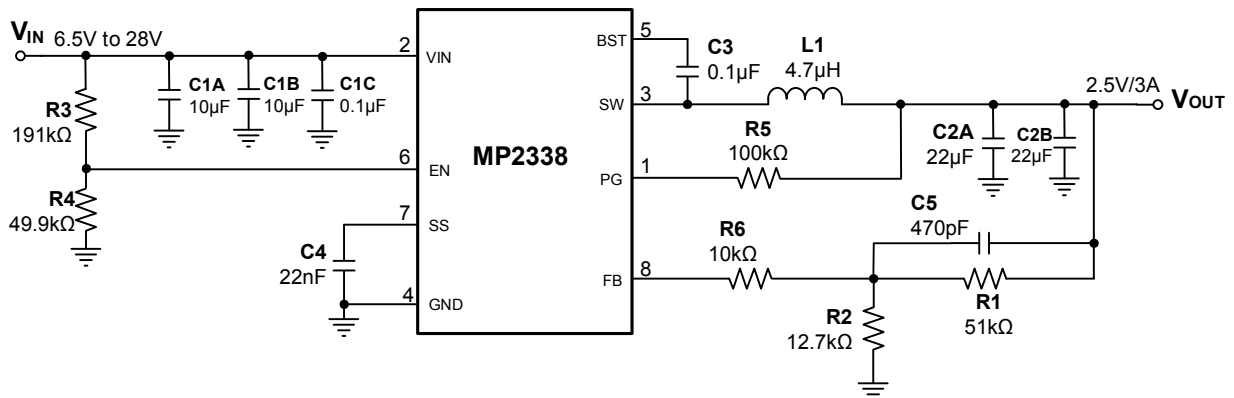 VIN 6.5V to 28V
R3
191kΩ
R4
49.9kΩ
C1A
10µF
C1B
10µF
C1C
0.1µF
C4
22nF
2
VIN
6
EN
7
SS
4
GND
MP2338
5
BST
3
SW
1
PG
8
FB
C3
0.1µF
L1
4.7µH
R5
100kΩ
R6
10kΩ
C2A
22µF
C2B
22µF
2.5V/3A
VOUT
C5
470pF
R2
12.7kΩ
R1
51kΩ